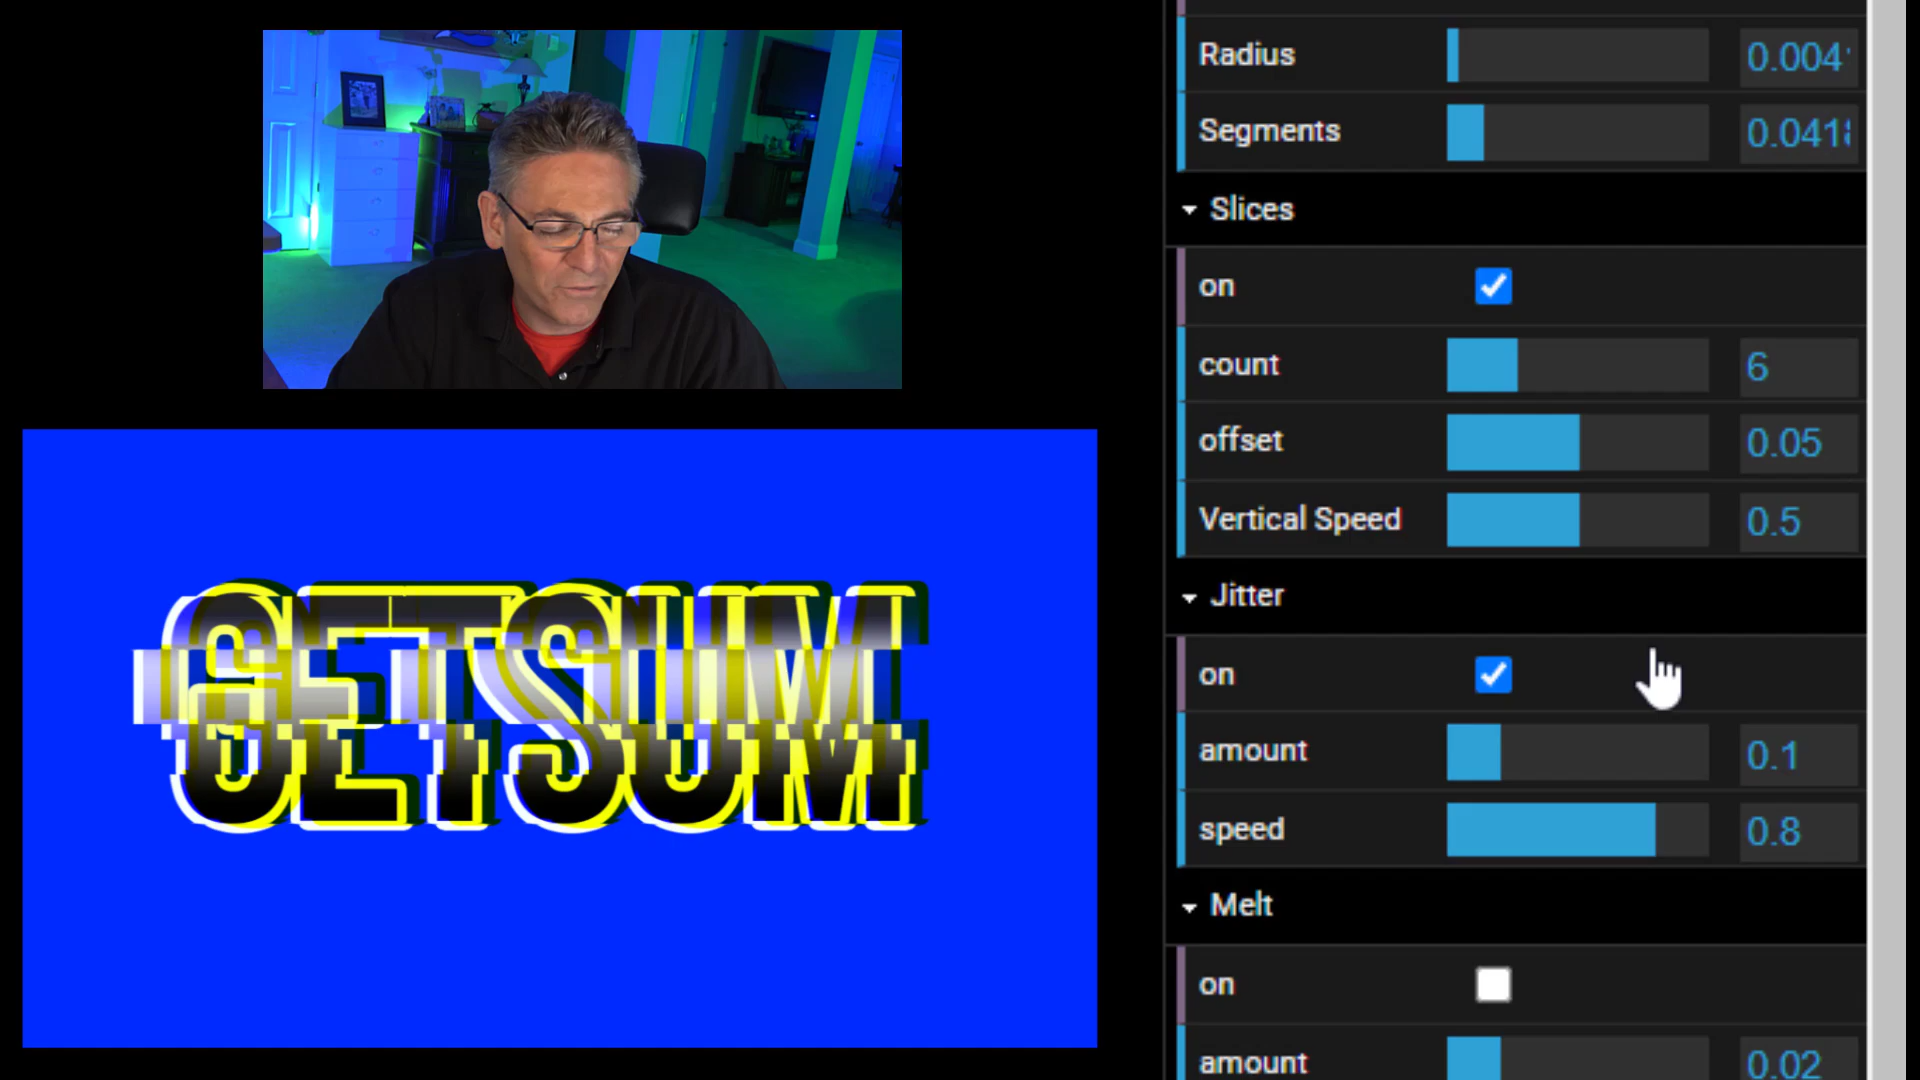 Radius 0.004
Segments 0.041
Slices
on
count 6
offset 0.05
Vertical Speed 0.5
Jitter
on
amount 0.1
speed 0.8
Melt
on
amount 0.02
GETSUM